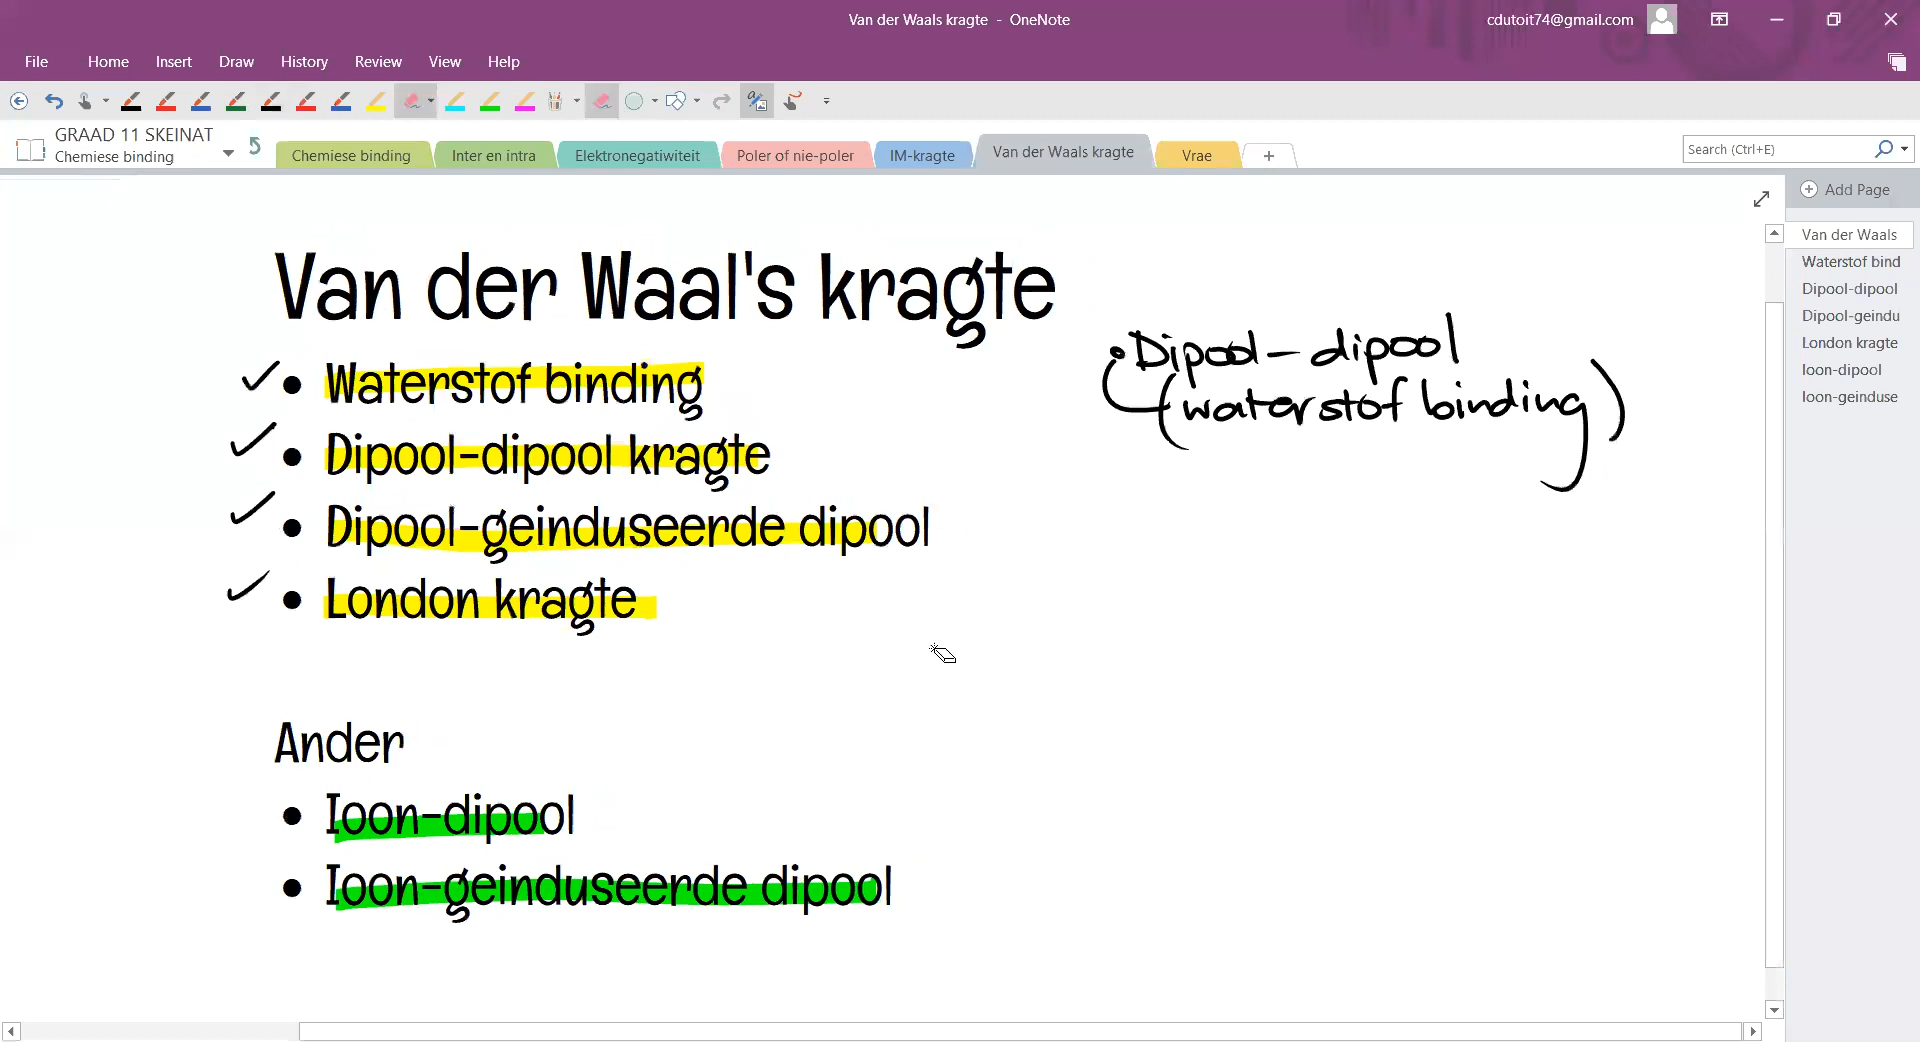 Van der Waals kragte - OneNote
cdutoit74@gmail.com
File Home Insert Draw History Review View Help
GRAAD 11 SKEINAT
Chemiese binding
Chemiese binding Inter en intra Elektronegatiwiteit Poler of nie-poler IM-kragte Van der Waals kragte Vrae +
Search (Ctrl+E)
Add Page
Van der Waals
Waterstof bind
Dipool-dipool
Dipool-geindu
London kragte
Ioon-dipool
Ioon-geinduse
Van der Waal's kragte
• Waterstof binding
• Dipool-dipool kragte
• Dipool-geinduseerde dipool
• London kragte
• Dipool - dipool
(waterstof binding)
Ander
• Ioon-dipool
• Ioon-geinduseerde dipool